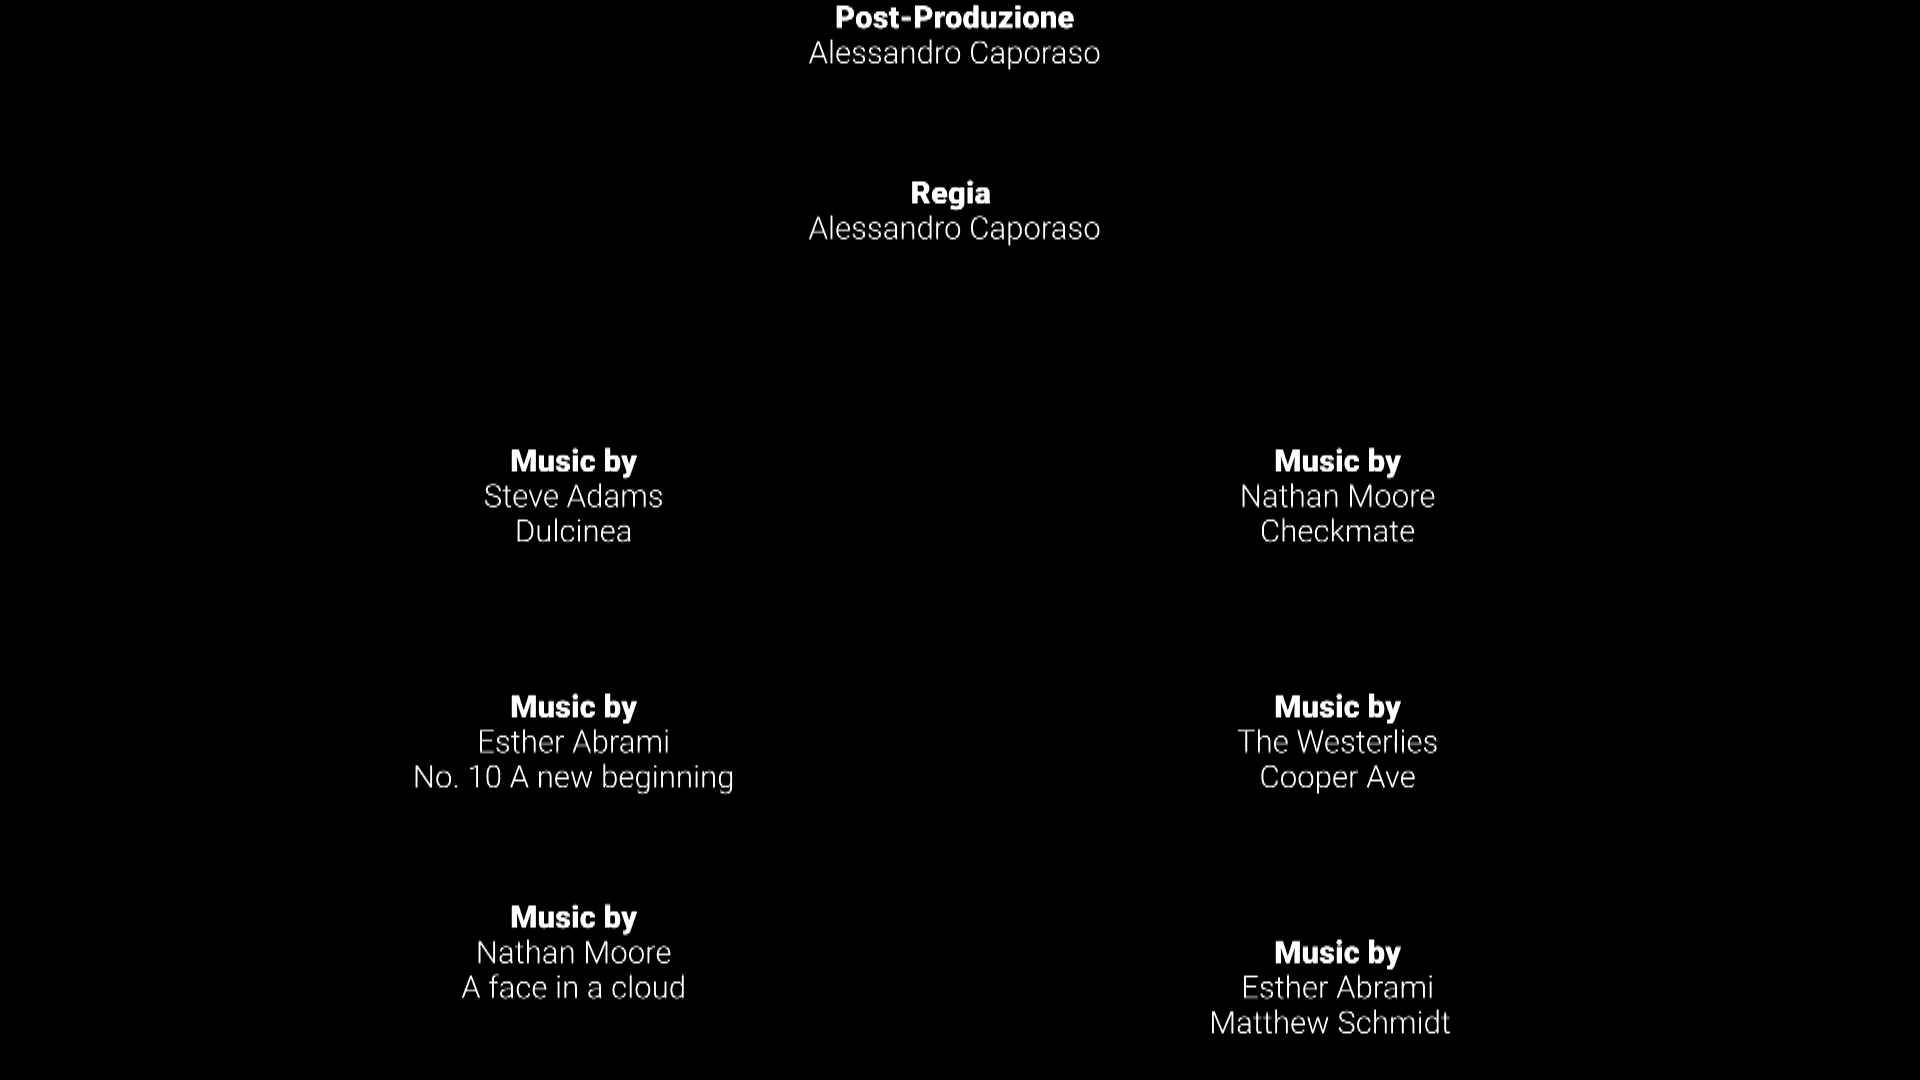 Post-Produzione
Alessandro Caporaso
Regia
Alessandro Caporaso
Music by
Steve Adams
Dulcinea
Music by
Nathan Moore
Checkmate
Music by
Esther Abrami
No. 10 A new beginning
Music by
The Westerlies
Cooper Ave
Music by
Nathan Moore
A face in a cloud
Music by
Esther Abrami
Matthew Schmidt